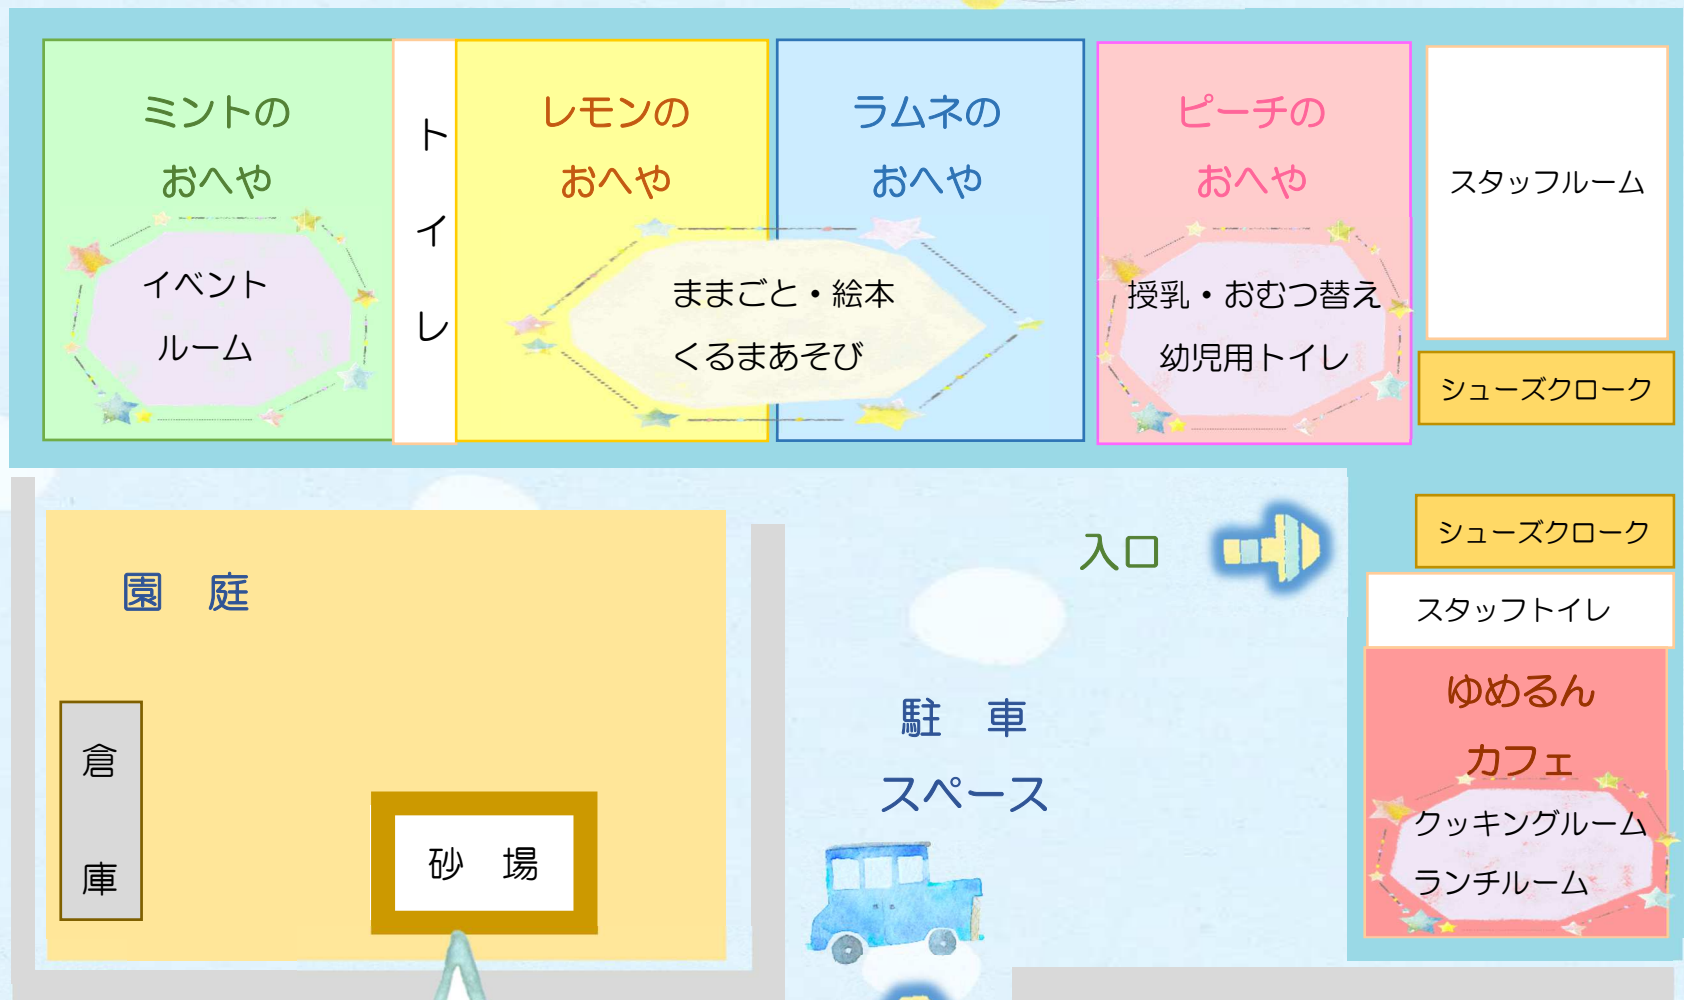 ミントの
おへや
イベント
ルーム
トイレ
レモンの
おへや
ラムネの
おへや
ままごと・絵本
くるまあそび
ピーチの
おへや
授乳・おむつ替え
幼児用トイレ
スタッフルーム
シューズクローク
園 庭
倉庫
砂 場
入口
駐 車
スペース
シューズクローク
スタッフトイレ
ゆめるん
カフェ
クッキングルーム
ランチルーム